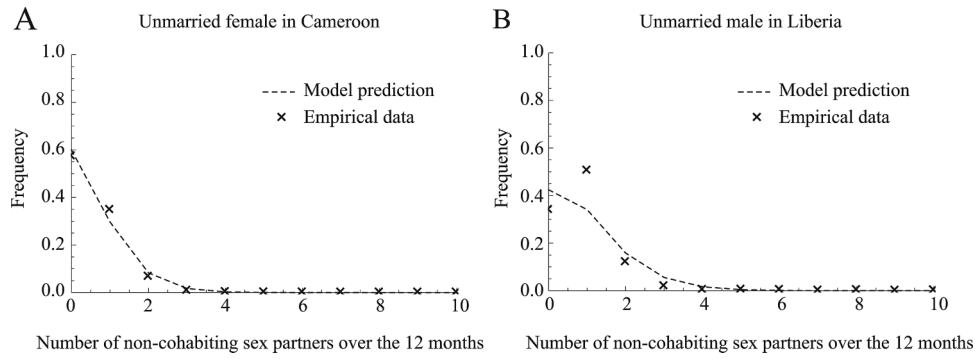 A
Unmarried female in Cameroon
1.0
0.8
0.6
0.4
0.2
0.0
Frequency
Model prediction
Empirical data
0 2 4 6 8 10
Number of non-cohabiting sex partners over the 12 months
B
Unmarried male in Liberia
1.0
0.8
0.6
0.4
0.2
0.0
Frequency
Model prediction
Empirical data
0 2 4 6 8 10
Number of non-cohabiting sex partners over the 12 months